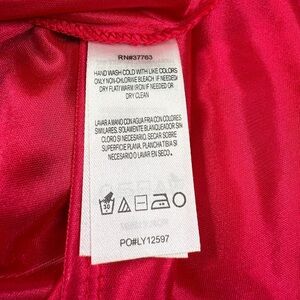 RN#37763
HAND WASH COLD WITH LIKE COLORS
ONLY NON-CHLORINE BLEACH IF NEEDED
DRY FLAT/ WARM IRON IF NEEDED OR
DRY CLEAN
LAVAR A MANO CON AGUA FRIA CON COLORES
SIMILARES, SOLAMENTE BLANQUEADOR SIN
CLORO SI NECESARIO, SECAR SOBRE
SUPERFICIE PLANA, PLANCHA TIBIA SI
NECESARIO O LAVAR EN SECO.
30
PO#LY12597